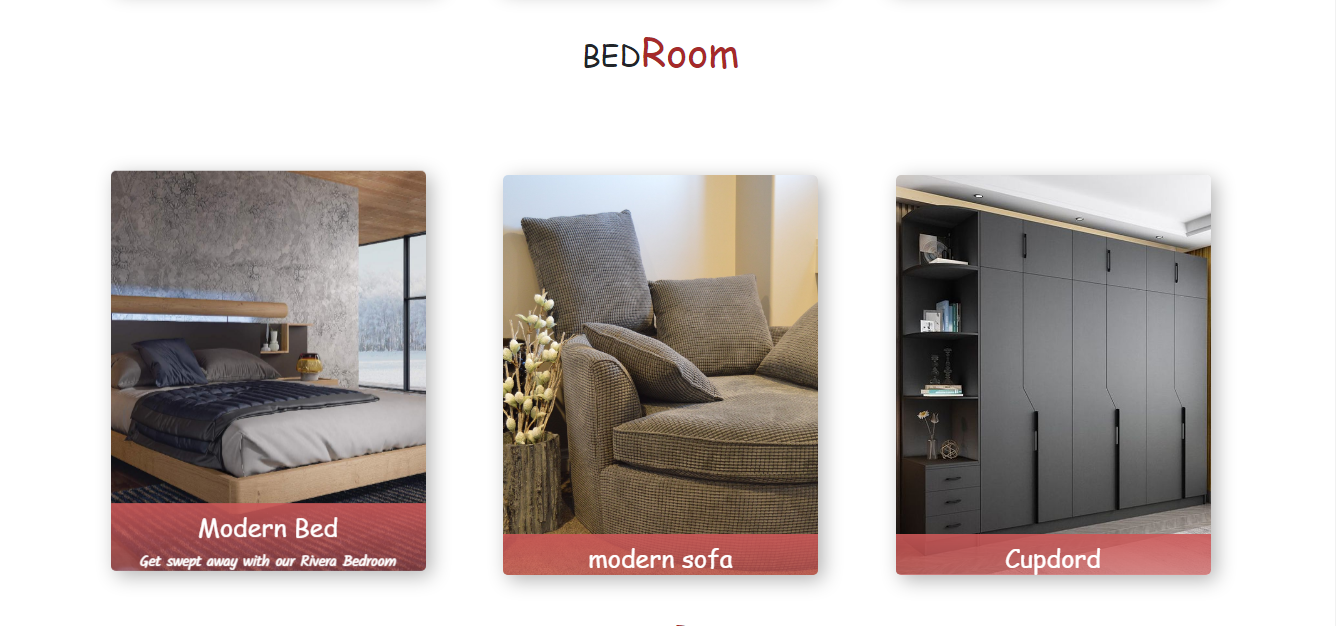 BEDRoom
Modern Bed
Get swept away with our Rivera Bedroom
modern sofa
Cupdord